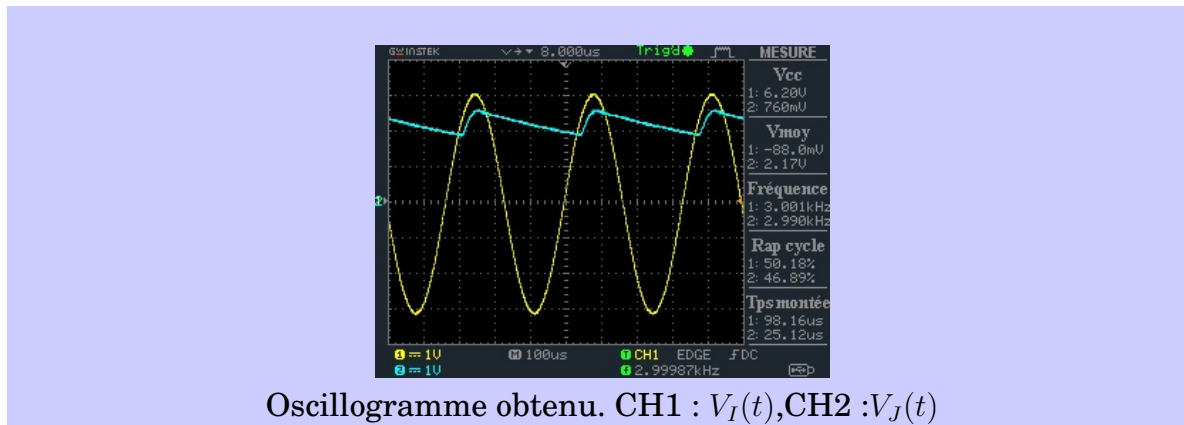 GWINSTEK 8.000us Trig'd MESURE
Vcc
1: 6.20V
2: 760mV
Vmoy
1: -88.0mV
2: 2.17V
Fréquence
1: 3.001kHz
2: 2.990kHz
Rap cycle
1: 50.18%
2: 46.89%
Tps montée
1: 98.16us
2: 25.12us
1 1V M 100us T CH1 EDGE DC
2 1V f 2.99987kHz
Oscillogramme obtenu. CH1 : V_I(t),CH2 :V_J(t)